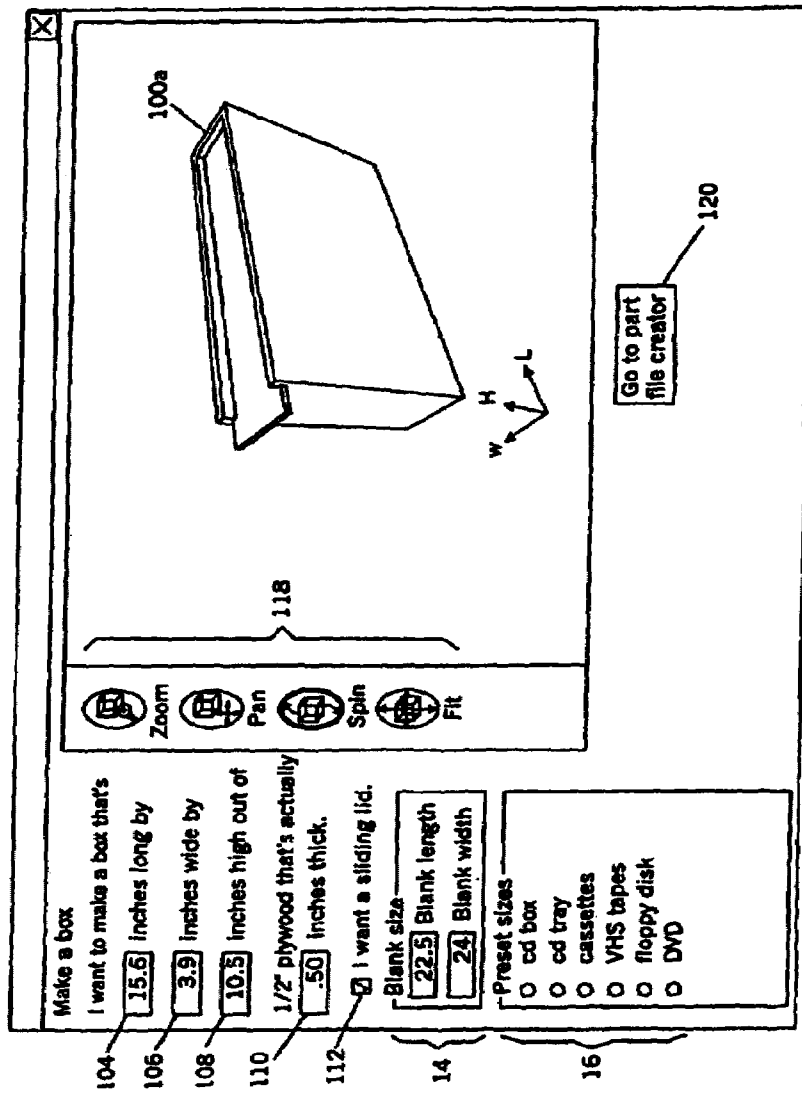 Make a box
I want to make a box that's
104 15.6 inches long by
106 3.9 inches wide by
108 10.5 inches high out of
1/2" plywood that's actually
110 .50 inches thick.
112 I want a sliding lid.
Blank size
22.5 Blank length
24 Blank width
14
Preset sizes
cd box
cd tray
cassettes
VHS tapes
floppy disk
DVD
16
Zoom
Pan
Spin
Fit
118
100a
W
H
L
Go to part
file creator
120